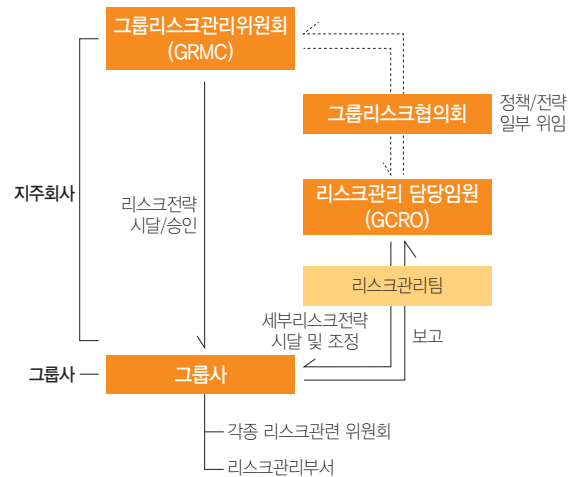 그룹리스크관리위원회
(GRMC)
그룹리스크협의회
정책/전략
일부 위임
지주회사
리스크전략
시달/승인
리스크관리 담당임원
(GCRO)
리스크관리팀
세부리스크전략
시달 및 조정
보고
그룹사
그룹사
각종 리스크관련 위원회
리스크관리부서